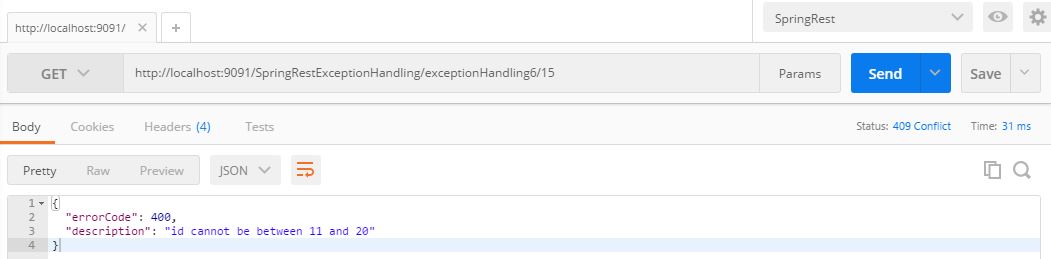 http://localhost:9091/
SpringRest
GET http://localhost:9091/SpringRestExceptionHandling/exceptionHandling6/15 Params Send Save
Body Cookies Headers (4) Tests Status: 409 Conflict Time: 31 ms
Pretty Raw Preview JSON
1 {
2 "errorCode": 400,
3 "description": "id cannot be between 11 and 20"
4 }